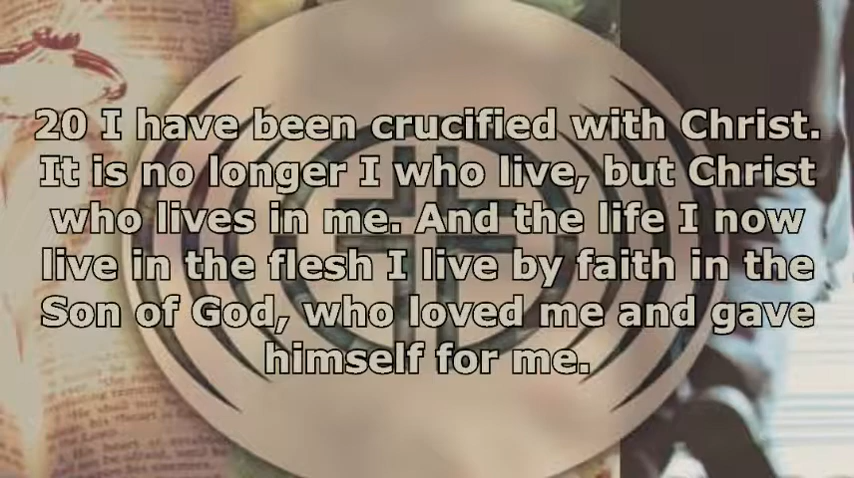 20 I have been crucified with Christ.
It is no longer I who live, but Christ
who lives in me. And the life I now
live in the flesh I live by faith in the
Son of God, who loved me and gave
himself for me.